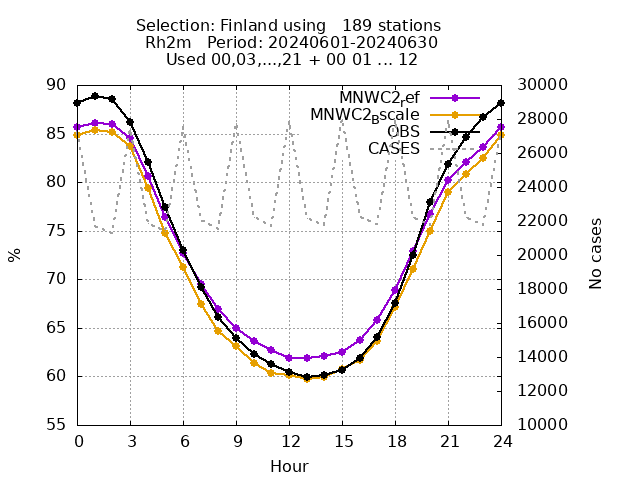 Selection: Finland using   189 stations
Rh2m   Period: 20240601-20240630
Used 00,03,...,21 + 00 01 ... 12
90
85
80
75
70
65
60
55
%
30000
28000
26000
24000
22000
20000
18000
16000
14000
12000
10000
No cases
MNWC2_ref
MNWC2_Bscale
OBS
CASES
0 3 6 9 12 15 18 21 24
Hour